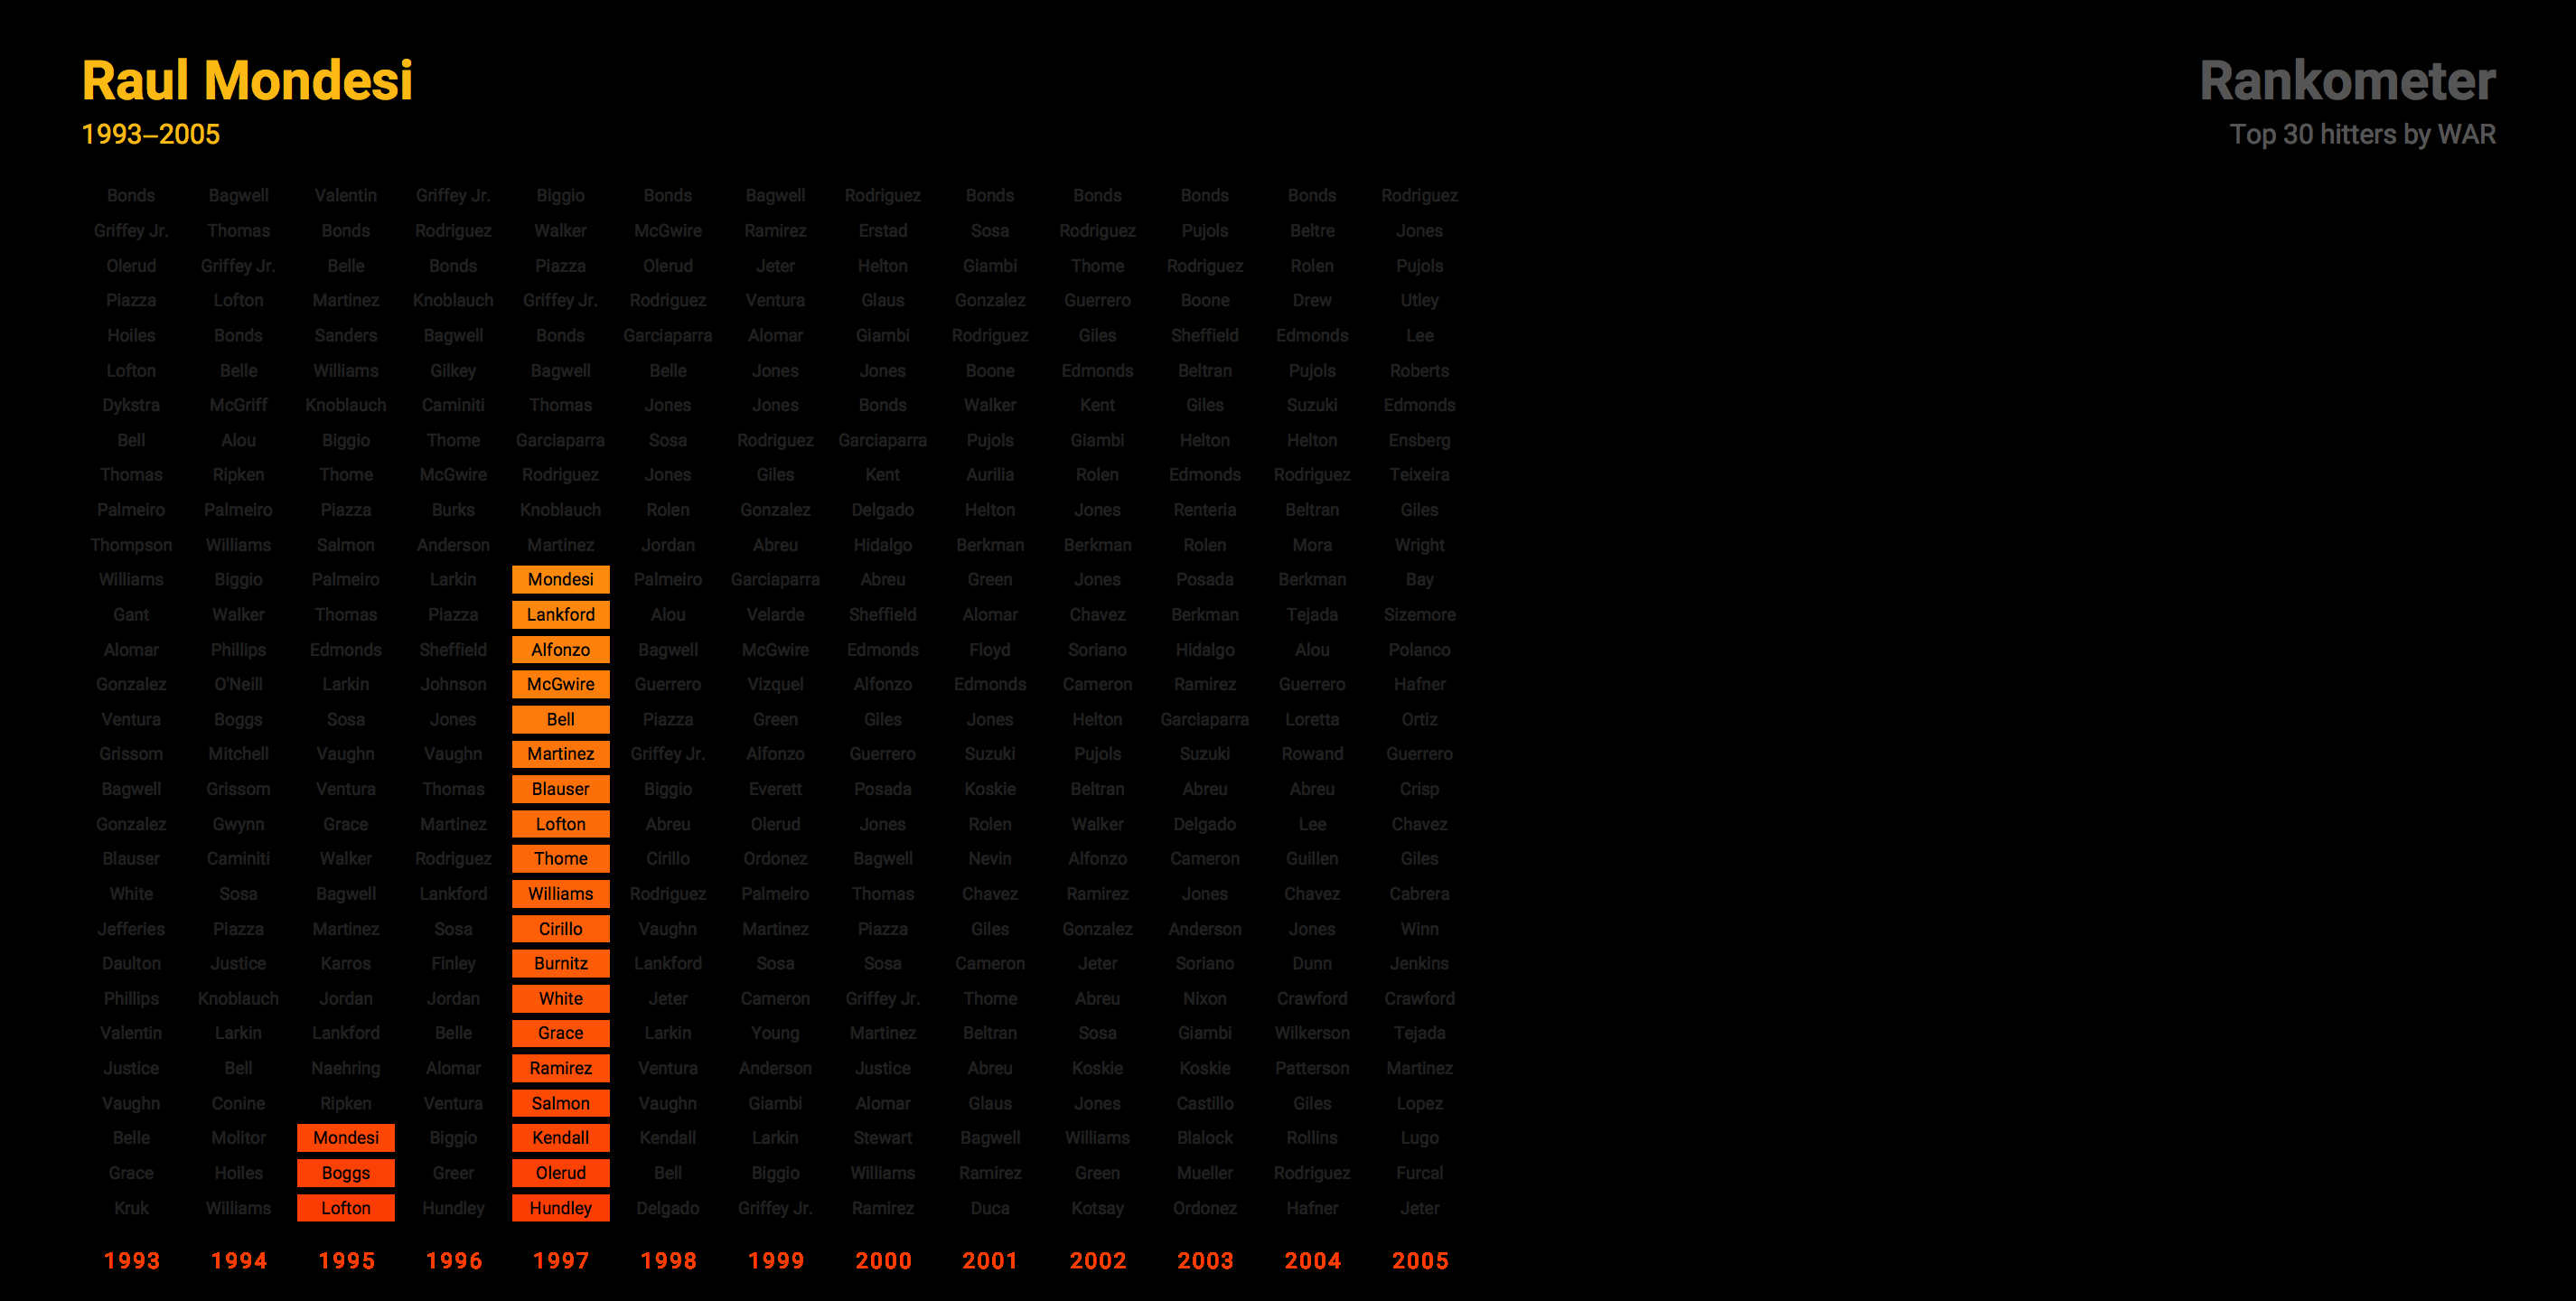 Raul Mondesi
1993–2005
Rankometer
Top 30 hitters by WAR
Bonds Bagwell Valentin Griffey Jr. Biggio Bonds Bagwell Rodriguez Bonds Bonds Bonds Bonds Rodriguez
Griffey Jr. Thomas Bonds Rodriguez Walker McGwire Ramirez Erstad Sosa Rodriguez Pujols Beltre Jones
Olerud Griffey Jr. Belle Bonds Piazza Olerud Jeter Helton Giambi Thome Rodriguez Rolen Pujols
Piazza Lofton Martinez Knoblauch Griffey Jr. Rodriguez Ventura Glaus Gonzalez Guerrero Boone Drew Utley
Hoiles Bonds Sanders Bagwell Bonds Garciaparra Alomar Giambi Rodriguez Giles Sheffield Edmonds Lee
Lofton Belle Williams Gilkey Bagwell Belle Jones Jones Boone Edmonds Beltran Pujols Roberts
Dykstra McGriff Knoblauch Caminiti Thomas Jones Jones Bonds Walker Kent Giles Suzuki Edmonds
Bell Alou Biggio Thome Garciaparra Sosa Rodriguez Garciaparra Pujols Giambi Helton Helton Ensberg
Thomas Ripken Thome McGwire Rodriguez Jones Giles Kent Aurilia Rolen Edmonds Rodriguez Teixeira
Palmeiro Palmeiro Piazza Burks Knoblauch Rolen Gonzalez Delgado Helton Jones Renteria Beltran Giles
Thompson Williams Salmon Anderson Martinez Jordan Abreu Hidalgo Berkman Berkman Rolen Mora Wright
Williams Biggio Palmeiro Larkin Mondesi Palmeiro Garciaparra Abreu Green Jones Posada Berkman Bay
Gant Walker Thomas Piazza Lankford Alou Velarde Sheffield Alomar Chavez Berkman Tejada Sizemore
Alomar Phillips Edmonds Sheffield Alfonzo Bagwell McGwire Edmonds Floyd Soriano Hidalgo Alou Polanco
Gonzalez O'Neill Larkin Johnson McGwire Guerrero Vizquel Alfonzo Edmonds Cameron Ramirez Guerrero Hafner
Ventura Boggs Sosa Jones Bell Piazza Green Giles Jones Helton Garciaparra Loretta Ortiz
Grissom Mitchell Vaughn Vaughn Martinez Griffey Jr. Alfonzo Guerrero Suzuki Pujols Suzuki Rowand Guerrero
Bagwell Grissom Ventura Thomas Blauser Biggio Everett Posada Koskie Beltran Abreu Abreu Crisp
Gonzalez Gwynn Grace Martinez Lofton Abreu Olerud Jones Rolen Walker Delgado Lee Chavez
Blauser Caminiti Walker Rodriguez Thome Cirillo Ordonez Bagwell Nevin Alfonzo Cameron Guillen Giles
White Sosa Bagwell Lankford Williams Rodriguez Palmeiro Thomas Chavez Ramirez Jones Chavez Cabrera
Jefferies Piazza Martinez Sosa Cirillo Vaughn Martinez Piazza Giles Gonzalez Anderson Jones Winn
Daulton Justice Karros Finley Burnitz Lankford Sosa Sosa Cameron Jeter Soriano Dunn Jenkins
Phillips Knoblauch Jordan Jordan White Jeter Cameron Griffey Jr. Thome Abreu Nixon Crawford Crawford
Valentin Larkin Lankford Belle Grace Larkin Young Martinez Beltran Sosa Giambi Wilkerson Tejada
Justice Bell Naehring Alomar Ramirez Ventura Anderson Justice Abreu Koskie Koskie Patterson Martinez
Vaughn Conine Ripken Ventura Salmon Vaughn Giambi Alomar Glaus Jones Castillo Giles Lopez
Belle Molitor Mondesi Biggio Kendall Kendall Larkin Stewart Bagwell Williams Blalock Rollins Lugo
Grace Hoiles Boggs Greer Olerud Bell Biggio Williams Ramirez Green Mueller Rodriguez Furcal
Kruk Williams Lofton Hundley Hundley Delgado Griffey Jr. Ramirez Duca Kotsay Ordonez Hafner Jeter
1993 1994 1995 1996 1997 1998 1999 2000 2001 2002 2003 2004 2005